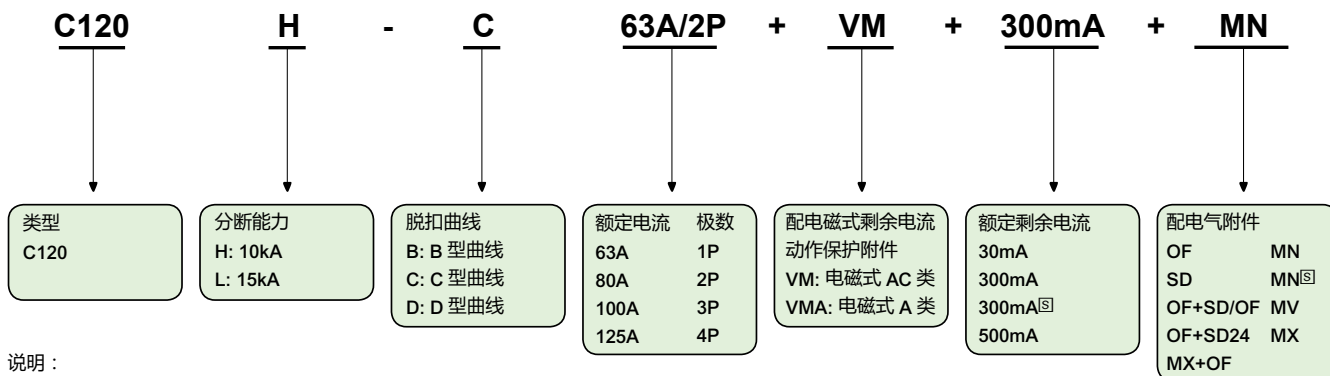 C120 H - C 63A/2P + VM + 300mA + MN
类型
C120
分断能力
H: 10kA
L: 15kA
脱扣曲线
B: B 型曲线
C: C 型曲线
D: D 型曲线
额定电流 极数
63A 1P
80A 2P
100A 3P
125A 4P
配电磁式剩余电流
动作保护附件
VM: 电磁式 AC 类
VMA: 电磁式 A 类
额定剩余电流
30mA
300mA
300mA🅂
500mA
配电气附件
OF MN
SD MN🅂
OF+SD/OF MV
OF+SD24 MX
MX+OF
说明：